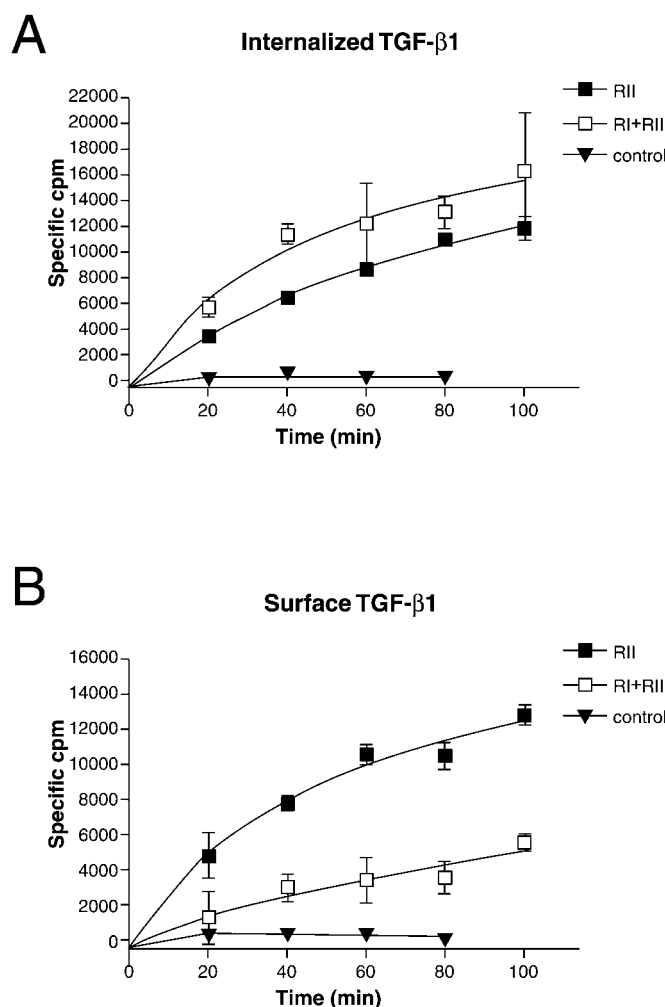 A
Internalized TGF-β1
Specific cpm
22000
20000
18000
16000
14000
12000
10000
8000
6000
4000
2000
0
0 20 40 60 80 100
Time (min)
RII
RI+RII
control
B
Surface TGF-β1
Specific cpm
16000
14000
12000
10000
8000
6000
4000
2000
0
0 20 40 60 80 100
Time (min)
RII
RI+RII
control